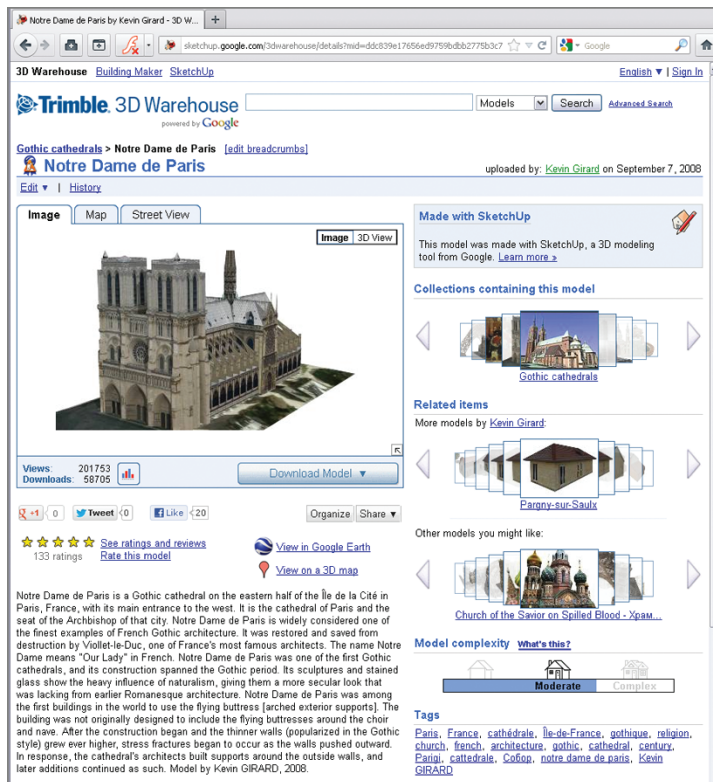 Notre Dame de Paris by Kevin Girard - 3D W...
sketchup.google.com/3dwarehouse/details?mid=ddc839e17656ed9759bdbb2775b3c7
Google
3D Warehouse Building Maker SketchUp
English ▼ | Sign In
Trimble. 3D Warehouse
Models Search Advanced Search
powered by Google
Gothic cathedrals > Notre Dame de Paris [edit breadcrumbs]
Notre Dame de Paris
uploaded by: Kevin Girard on September 7, 2008
Edit ▼ | History
Image Map Street View
Image 3D View
Views: 201753
Downloads: 58705
Download Model ▼
+1 0 Tweet 0 Like 20
Organize Share ▼
See ratings and reviews
133 ratings Rate this model
View in Google Earth
View on a 3D map
Notre Dame de Paris is a Gothic cathedral on the eastern half of the Île de la Cité in
Paris, France, with its main entrance to the west. It is the cathedral of Paris and the
seat of the Archbishop of that city. Notre Dame de Paris is widely considered one of
the finest examples of French Gothic architecture. It was restored and saved from
destruction by Viollet-le-Duc, one of France's most famous architects. The name Notre
Dame means "Our Lady" in French. Notre Dame de Paris was one of the first Gothic
cathedrals, and its construction spanned the Gothic period. Its sculptures and stained
glass show the heavy influence of naturalism, giving them a more secular look that
was lacking from earlier Romanesque architecture. Notre Dame de Paris was among
the first buildings in the world to use the flying buttress [arched exterior supports]. The
building was not originally designed to include the flying buttresses around the choir
and nave. After the construction began and the thinner walls (popularized in the Gothic
style) grew ever higher, stress fractures began to occur as the walls pushed outward.
In response, the cathedral's architects built supports around the outside walls, and
later additions continued as such. Model by Kevin GIRARD, 2008.
Made with SketchUp
This model was made with SketchUp, a 3D modeling
tool from Google. Learn more »
Collections containing this model
Gothic cathedrals
Related items
More models by Kevin Girard:
Pargny-sur-Saulx
Other models you might like:
Church of the Savior on Spilled Blood - Храм...
Model complexity What's this?
Moderate Complex
Tags
Paris, France, cathédrale, Île-de-France, gothique, religion,
church, french, architecture, gothic, cathedral, century,
Parigi, cattedrale, Собор, notre dame de paris, Kevin
GIRARD